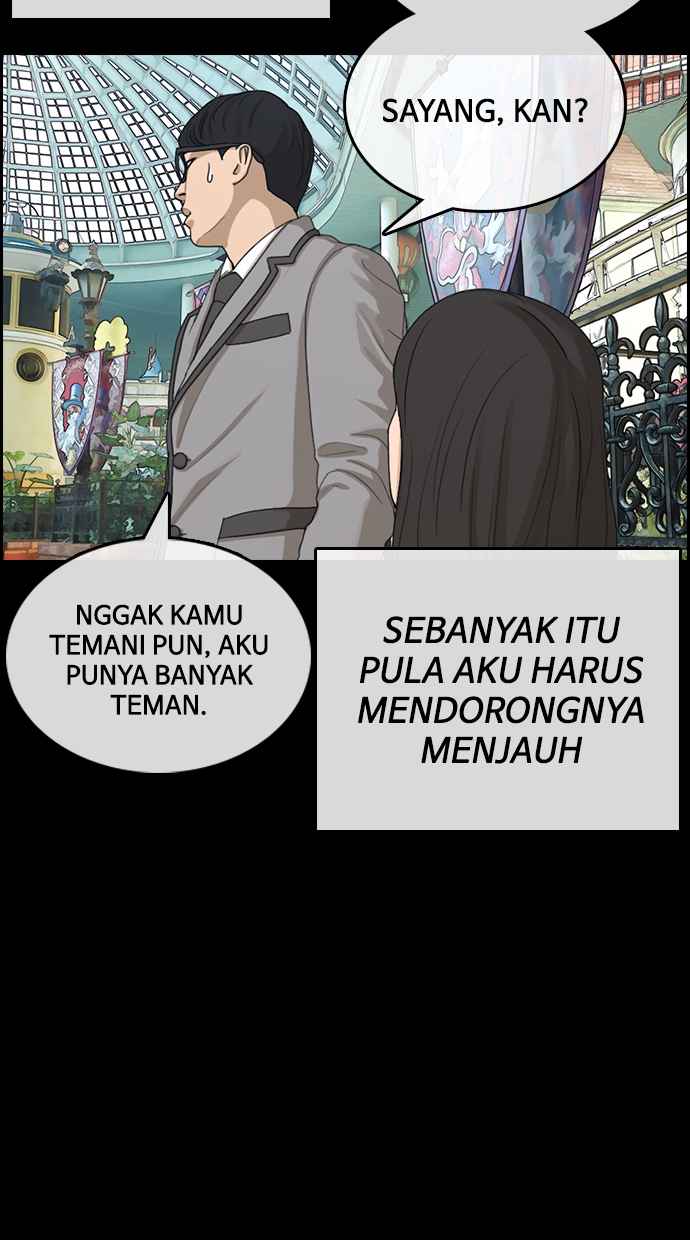 SAYANG, KAN?
NGGAK KAMU
TEMANI PUN, AKU
PUNYA BANYAK
TEMAN.
SEBANYAK ITU
PULA AKU HARUS
MENDORONGNYA
MENJAUH